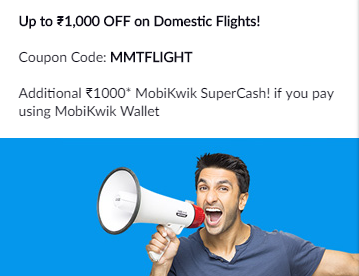 Up to ₹1,000 OFF on Domestic Flights!
Coupon Code: MMTFLIGHT
Additional ₹1000* MobiKwik SuperCash! if you pay
using MobiKwik Wallet